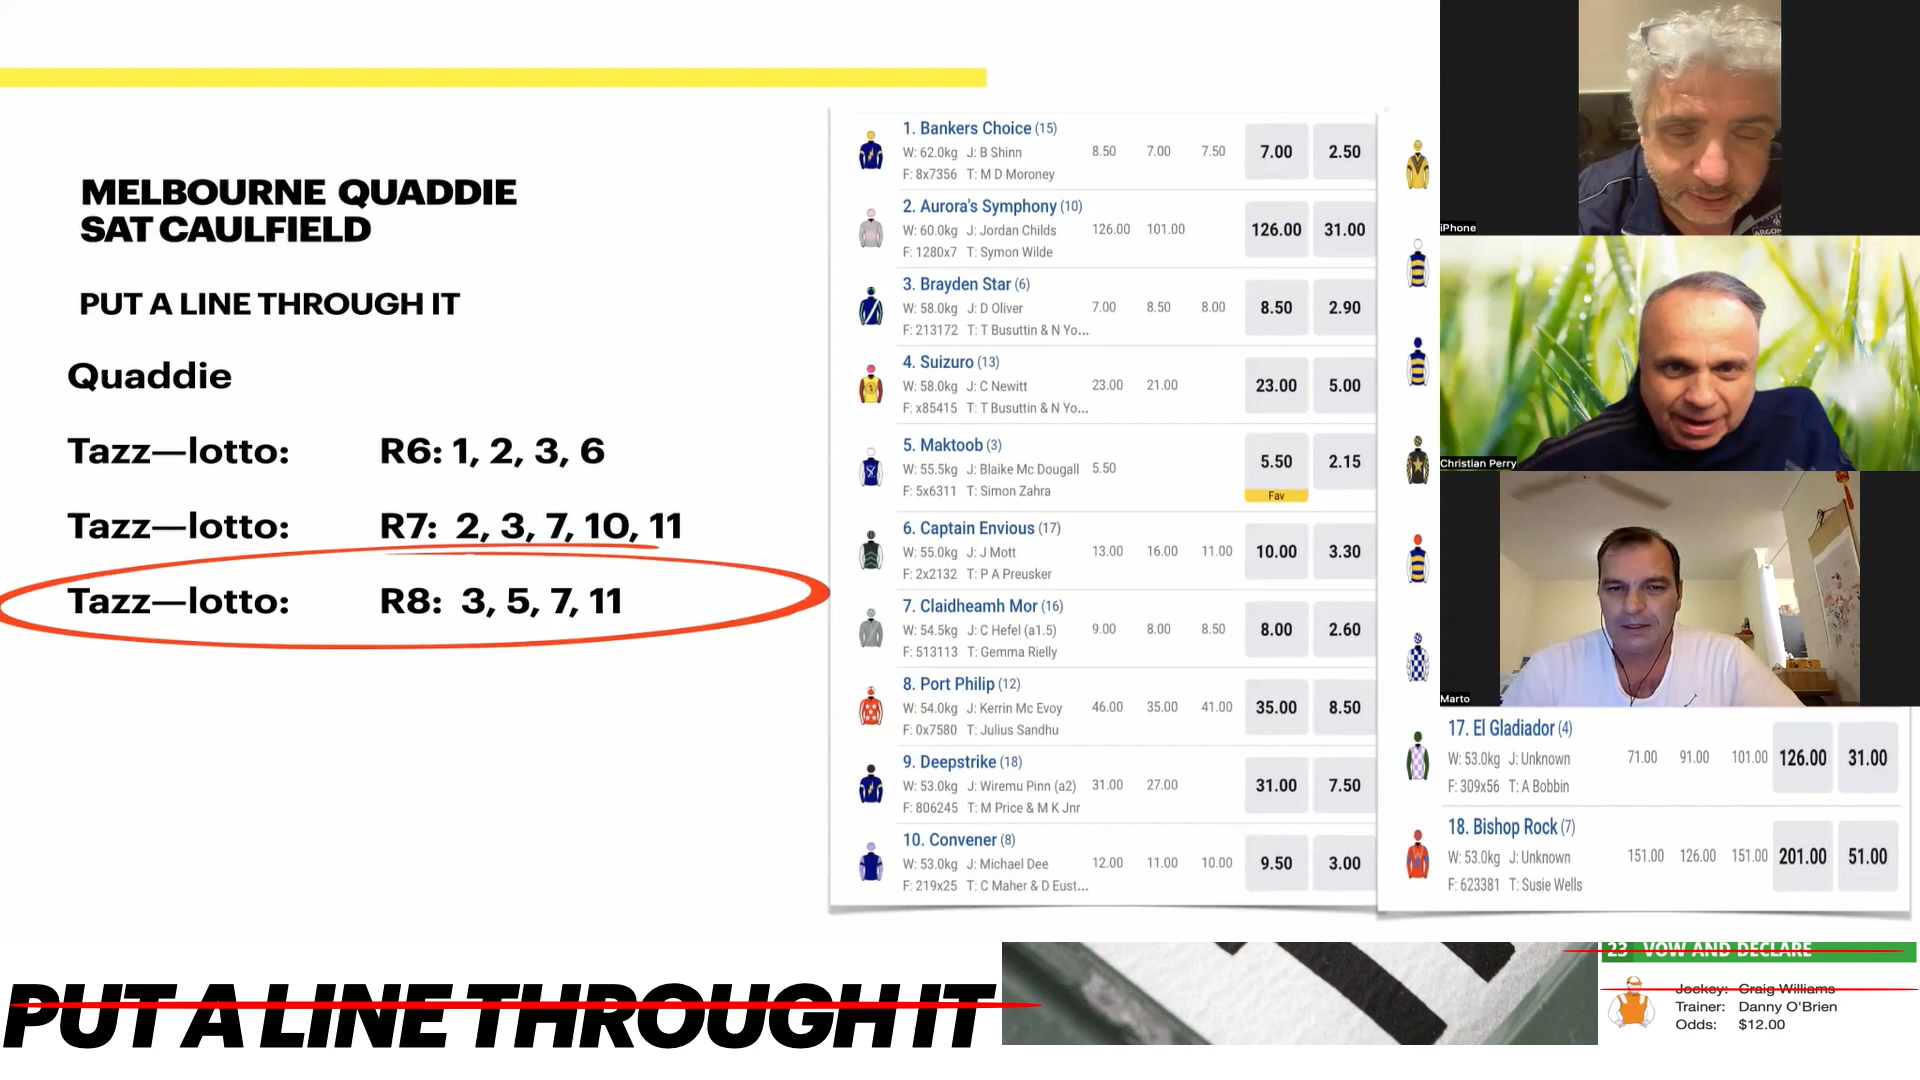 MELBOURNE QUADDIE
SAT CAULFIELD
PUT A LINE THROUGH IT
Quaddie
Tazz—lotto: R6: 1, 2, 3, 6
Tazz—lotto: R7: 2, 3, 7, 10, 11
Tazz—lotto: R8: 3, 5, 7, 11
1. Bankers Choice (15)
W: 62.0kg J: B Shinn 8.50 7.00 7.50 7.00 2.50
F: 8x7356 T: M D Moroney
2. Aurora's Symphony (10)
W: 60.0kg J: Jordan Childs 126.00 101.00 126.00 31.00
F: 1280x7 T: Symon Wilde
3. Brayden Star (6)
W: 58.0kg J: D Oliver 7.00 8.50 8.00 8.50 2.90
F: 213172 T: T Busuttin & N Yo...
4. Suizuro (13)
W: 58.0kg J: C Newitt 23.00 21.00 23.00 5.00
F: x85415 T: T Busuttin & N Yo...
5. Maktoob (3)
W: 55.5kg J: Blaike Mc Dougall 5.50 5.50 2.15
F: 5x6311 T: Simon Zahra Fav
6. Captain Envious (17)
W: 55.0kg J: J Mott 13.00 16.00 11.00 10.00 3.30
F: 2x2132 T: P A Preusker
7. Claidheamh Mor (16)
W: 54.5kg J: C Hefel (a1.5) 9.00 8.00 8.50 8.00 2.60
F: 513113 T: Gemma Rielly
8. Port Philip (12)
W: 54.0kg J: Kerrin Mc Evoy 46.00 35.00 41.00 35.00 8.50
F: 0x7580 T: Julius Sandhu
9. Deepstrike (18)
W: 53.0kg J: Wiremu Pinn (a2) 31.00 27.00 31.00 7.50
F: 806245 T: M Price & M K Jnr
10. Convener (8)
W: 53.0kg J: Michael Dee 12.00 11.00 10.00 9.50 3.00
F: 219x25 T: C Maher & D Eust...
iPhone
ARGON
Christian Perry
Marto
17. El Gladiador (4)
W: 53.0kg J: Unknown 71.00 91.00 101.00 126.00 31.00
F: 309x56 T: A Bobbin
18. Bishop Rock (7)
W: 53.0kg J: Unknown 151.00 126.00 151.00 201.00 51.00
F: 623381 T: Susie Wells
PUT A LINE THROUGH IT
23 VOW AND DECLARE
Jockey: Craig Williams
Trainer: Danny O'Brien
Odds: $12.00